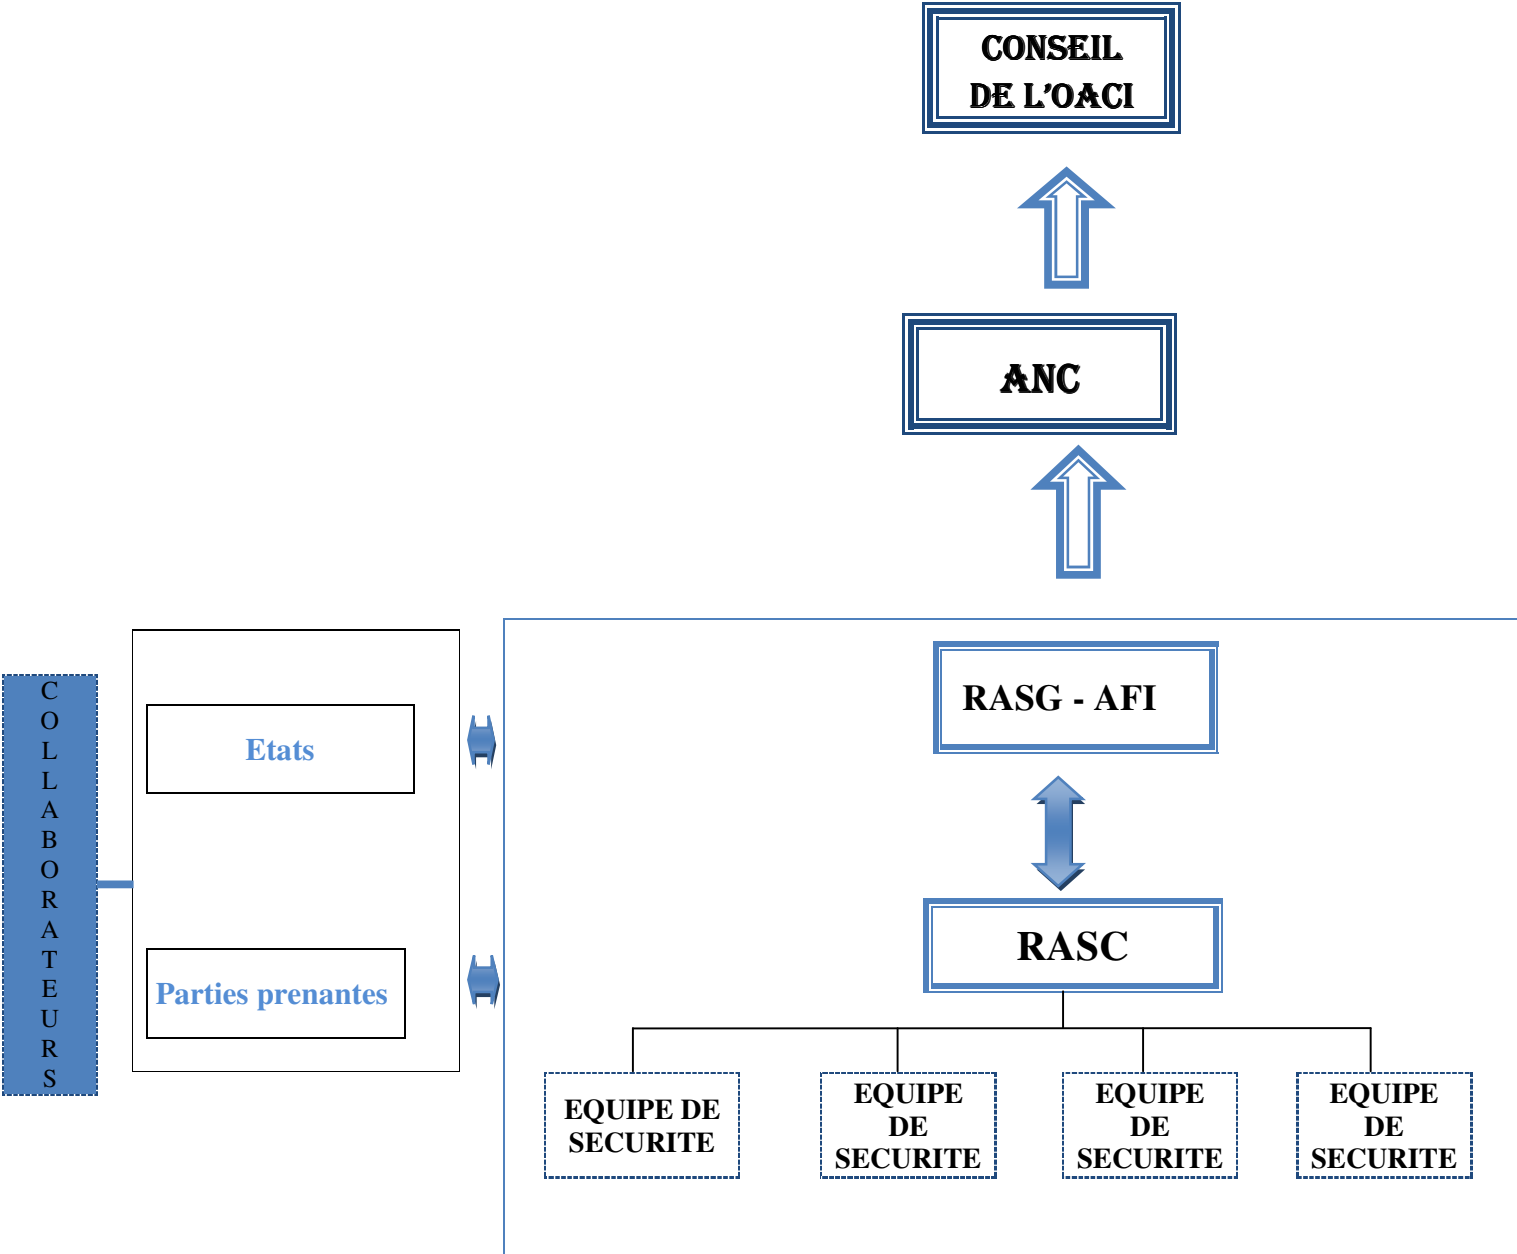 CONSEIL
DE L'OACI
ANC
RASG - AFI
C
O
L
L
A
B
O
R
A
T
E
U
R
S
Etats
Parties prenantes
RASC
EQUIPE DE
SECURITE
EQUIPE
DE
SECURITE
EQUIPE
DE
SECURITE
EQUIPE
DE
SECURITE